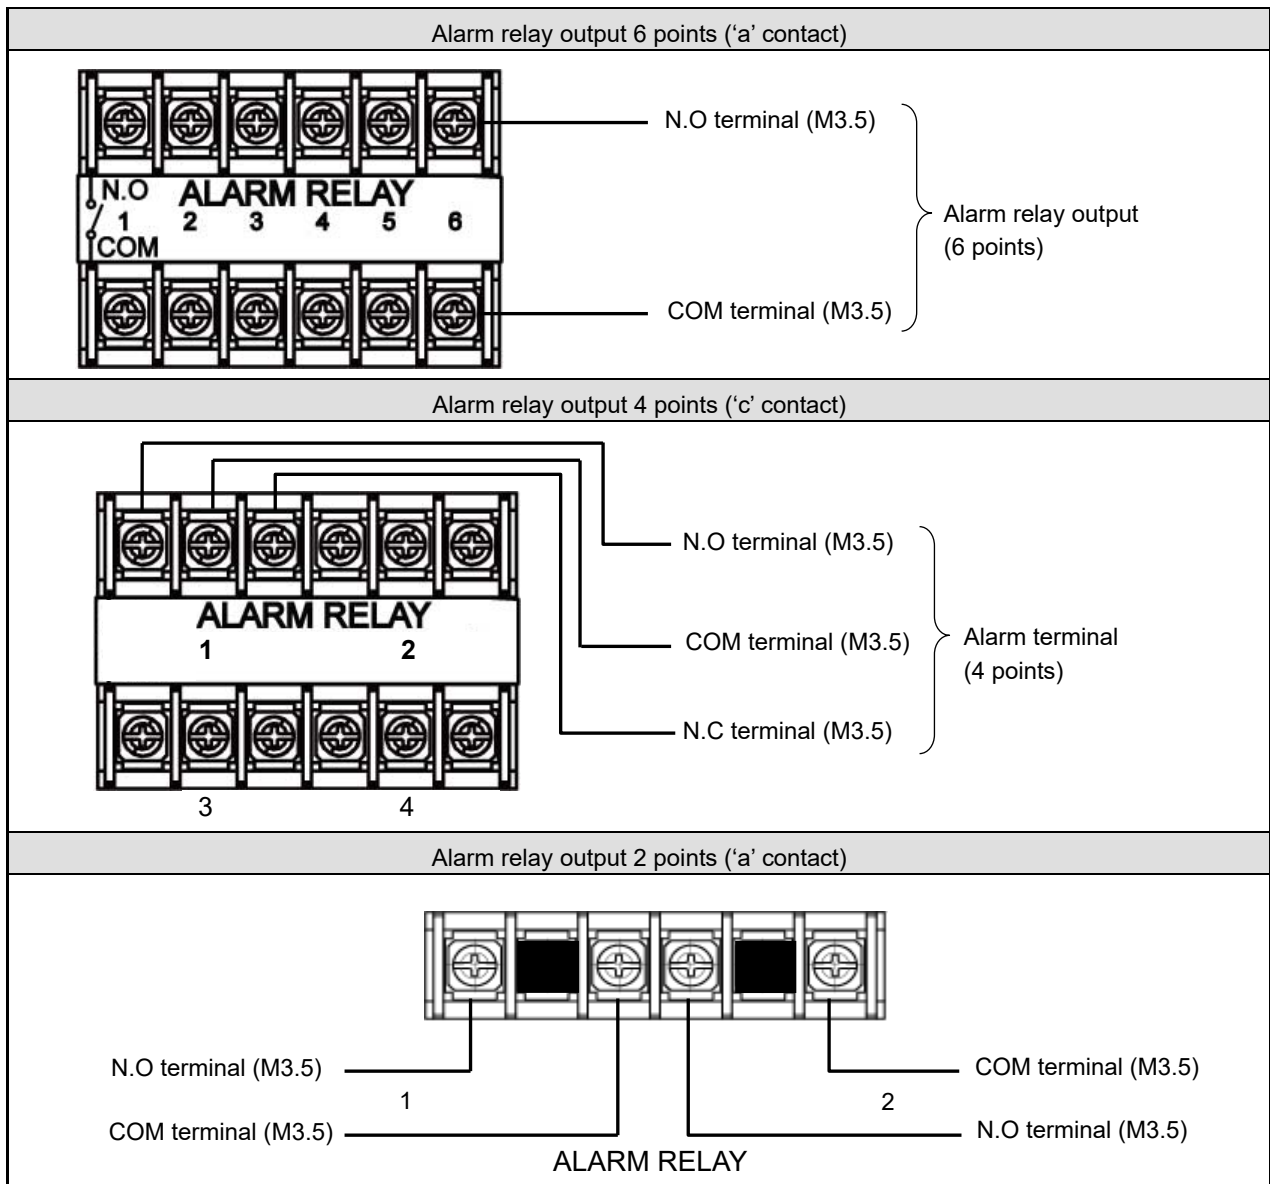 Alarm relay output 6 points (‘a’ contact)
N.O terminal (M3.5)
N.O ALARM RELAY
1 2 3 4 5 6
COM
Alarm relay output
(6 points)
COM terminal (M3.5)
Alarm relay output 4 points (‘c’ contact)
N.O terminal (M3.5)
ALARM RELAY
1 2
COM terminal (M3.5)
Alarm terminal
(4 points)
N.C terminal (M3.5)
3 4
Alarm relay output 2 points (‘a’ contact)
N.O terminal (M3.5)
COM terminal (M3.5)
1 2
COM terminal (M3.5)
N.O terminal (M3.5)
ALARM RELAY